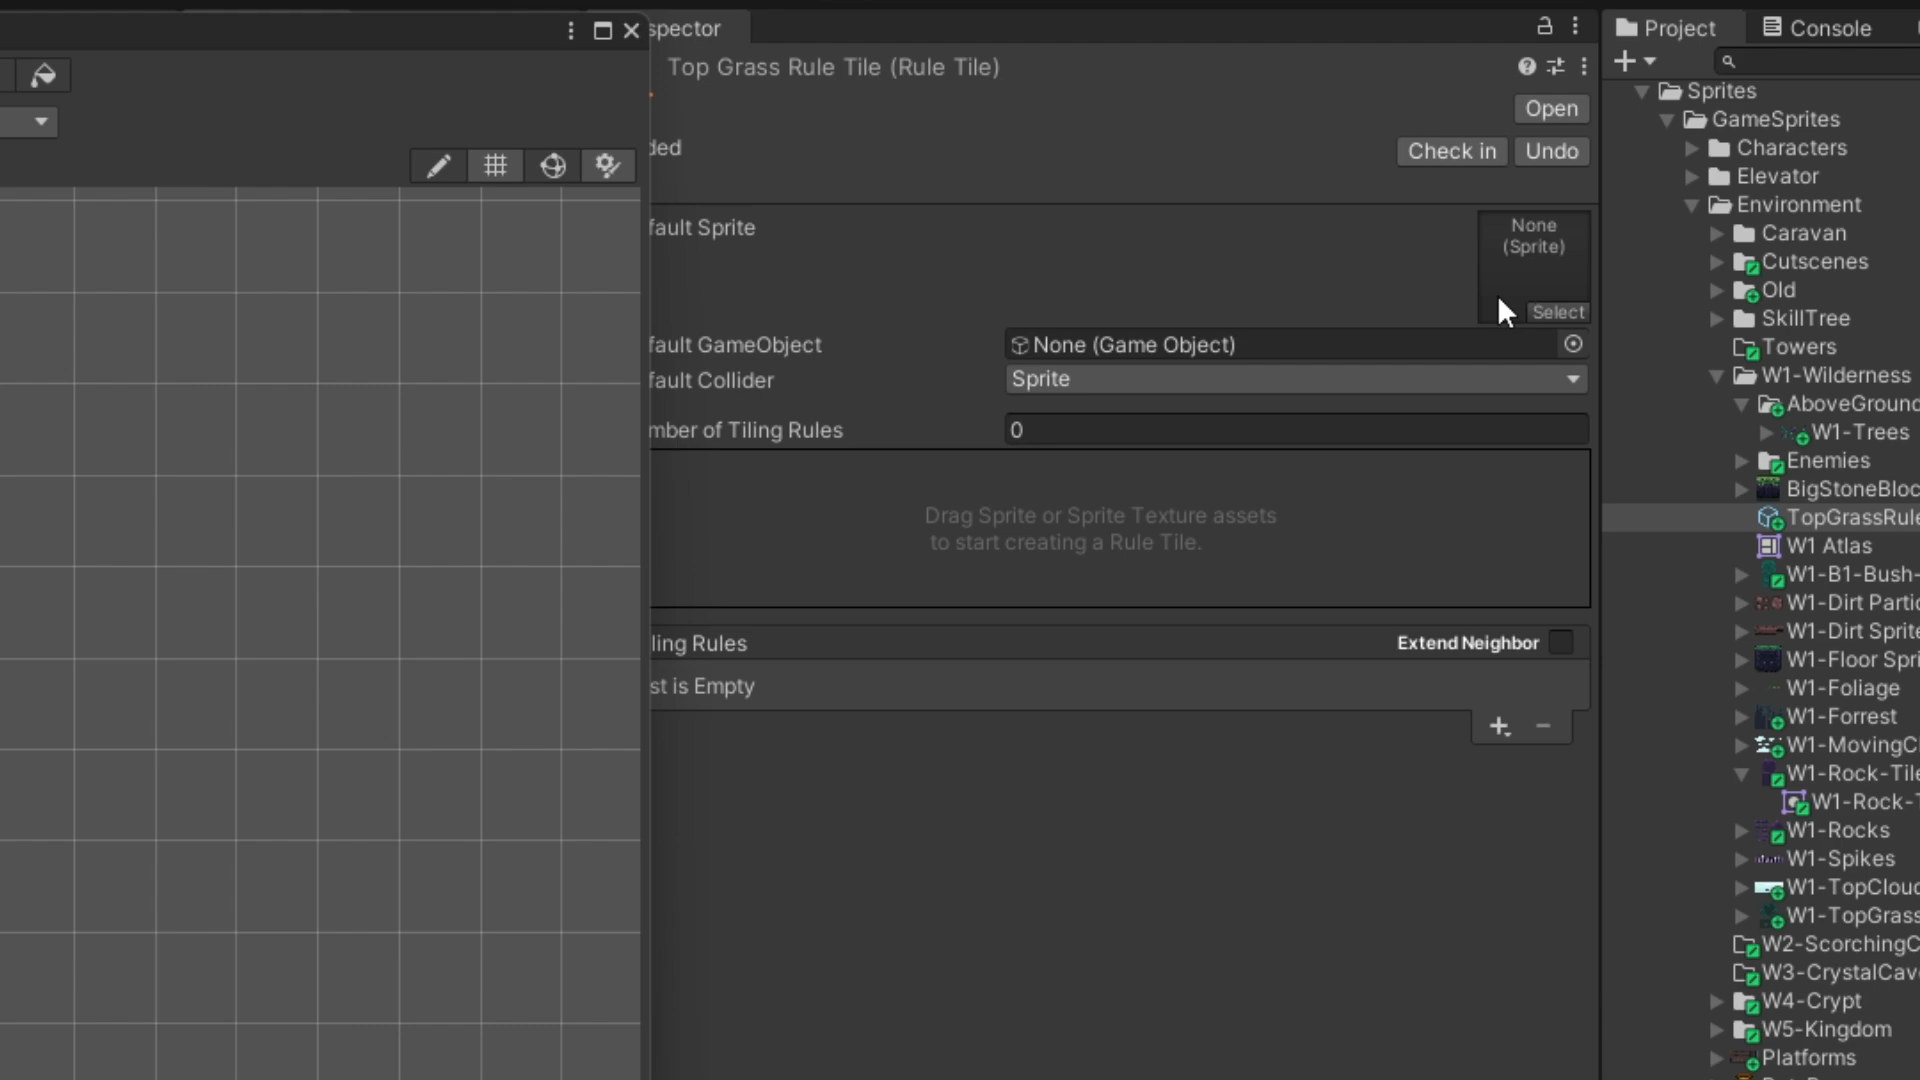 spector
Top Grass Rule Tile (Rule Tile)
Open
ded
Check in
Undo
fault Sprite
None
(Sprite)
Select
fault GameObject
None (Game Object)
fault Collider
Sprite
mber of Tiling Rules
0
Drag Sprite or Sprite Texture assets
to start creating a Rule Tile.
ling Rules
Extend Neighbor
st is Empty
Project
Console
Sprites
GameSprites
Characters
Elevator
Environment
Caravan
Cutscenes
Old
SkillTree
Towers
W1-Wilderness
AboveGround
W1-Trees
Enemies
BigStoneBloc
TopGrassRule
W1 Atlas
W1-B1-Bush-
W1-Dirt Partic
W1-Dirt Sprite
W1-Floor Spri
W1-Foliage
W1-Forrest
W1-MovingCl
W1-Rock-Tile
W1-Rock-T
W1-Rocks
W1-Spikes
W1-TopCloud
W1-TopGrass
W2-ScorchingC
W3-CrystalCav
W4-Crypt
W5-Kingdom
Platforms